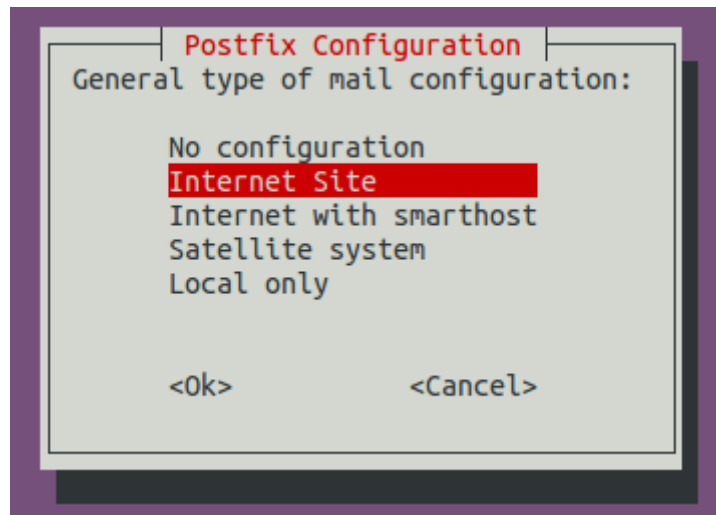 Postfix Configuration
General type of mail configuration:
No configuration
Internet Site
Internet with smarthost
Satellite system
Local only
<Ok> <Cancel>